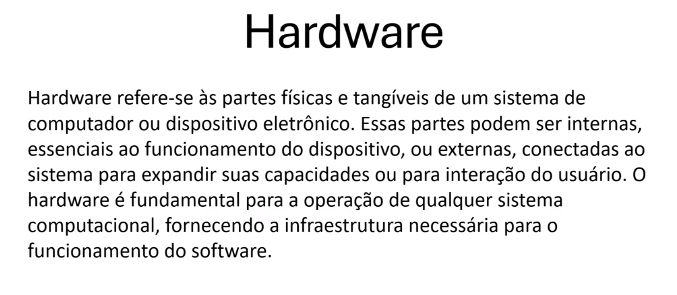 Hardware
Hardware refere-se às partes físicas e tangíveis de um sistema de
computador ou dispositivo eletrônico. Essas partes podem ser internas,
essenciais ao funcionamento do dispositivo, ou externas, conectadas ao
sistema para expandir suas capacidades ou para interação do usuário. O
hardware é fundamental para a operação de qualquer sistema
computacional, fornecendo a infraestrutura necessária para o
funcionamento do software.